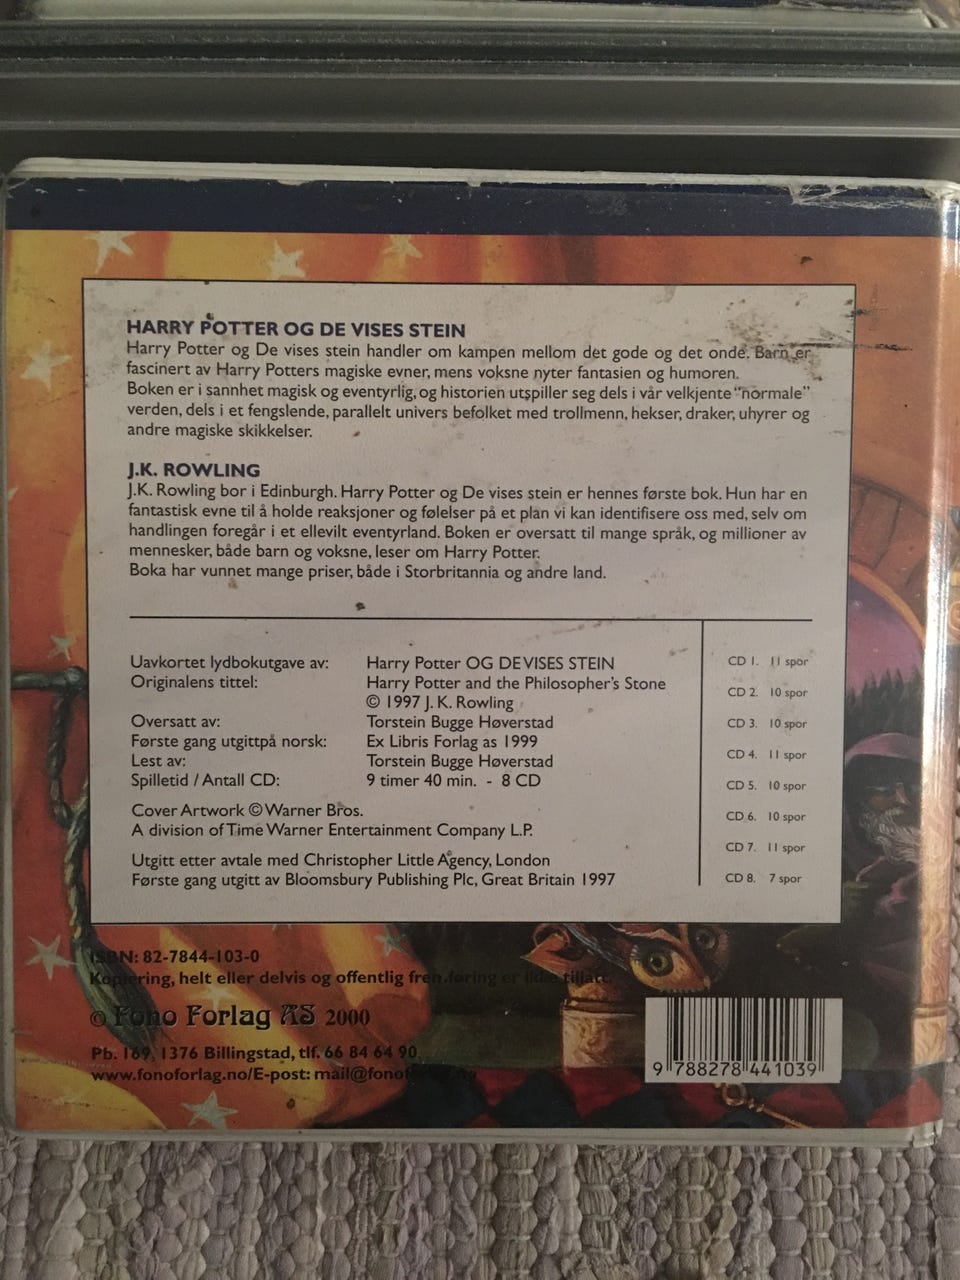 HARRY POTTER OG DE VISES STEIN
Harry Potter og De vises stein handler om kampen mellom det gode og det onde. Barn er
fascinert av Harry Potters magiske evner, mens voksne nyter fantasien og humoren.
Boken er i sannhet magisk og eventyrlig, og historien utspiller seg dels i vår velkjente "normale"
verden, dels i et fengslende, parallelt univers befolket med trollmenn, hekser, draker, uhyrer og
andre magiske skikkelser.
J.K. ROWLING
J.K. Rowling bor i Edinburgh. Harry Potter og De vises stein er hennes første bok. Hun har en
fantastisk evne til å holde reaksjoner og følelser på et plan vi kan identifisere oss med, selv om
handlingen foregår i et ellevilt eventyrland. Boken er oversatt til mange språk, og millioner av
mennesker, både barn og voksne, leser om Harry Potter.
Boka har vunnet mange priser, både i Storbritannia og andre land.
Uavkortet lydbokutgave av: Harry Potter OG DE VISES STEIN
Originalens tittel: Harry Potter and the Philosopher's Stone
© 1997 J. K. Rowling
Oversatt av: Torstein Bugge Høverstad
Første gang utgittpå norsk: Ex Libris Forlag as 1999
Lest av: Torstein Bugge Høverstad
Spilletid / Antall CD: 9 timer 40 min. - 8 CD
Cover Artwork © Warner Bros.
A division of Time Warner Entertainment Company L.P.
Utgitt etter avtale med Christopher Little Agency, London
Første gang utgitt av Bloomsbury Publishing Plc, Great Britain 1997
CD 1. 11 spor
CD 2. 10 spor
CD 3. 10 spor
CD 4. 11 spor
CD 5. 10 spor
CD 6. 10 spor
CD 7. 11 spor
CD 8. 7 spor
ISBN: 82-7844-103-0
Kopiering, helt eller delvis og offentlig fremføring er ikke tillatt.
© Fono Forlag AS 2000
Pb. 169, 1376 Billingstad, tlf. 66 84 64 90
www.fonoforlag.no/E-post: mail@fonoforlag.no
9 788278 441039